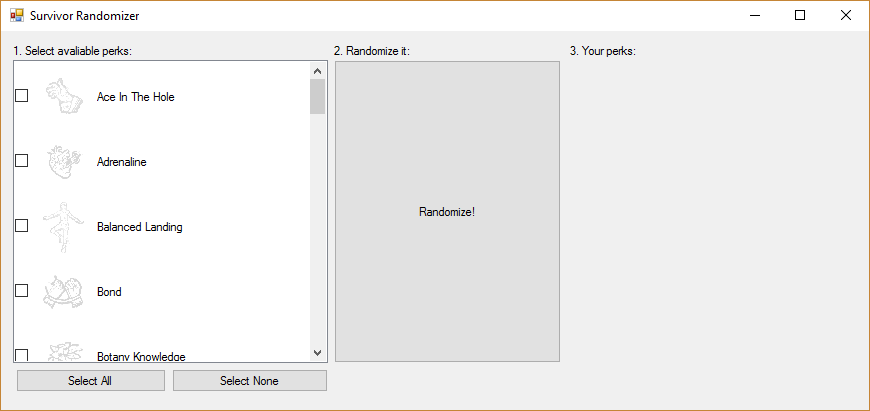 Survivor Randomizer
1. Select avaliable perks:
2. Randomize it:
3. Your perks:
Ace In The Hole
Adrenaline
Balanced Landing
Bond
Botany Knowledge
Randomize!
Select All
Select None